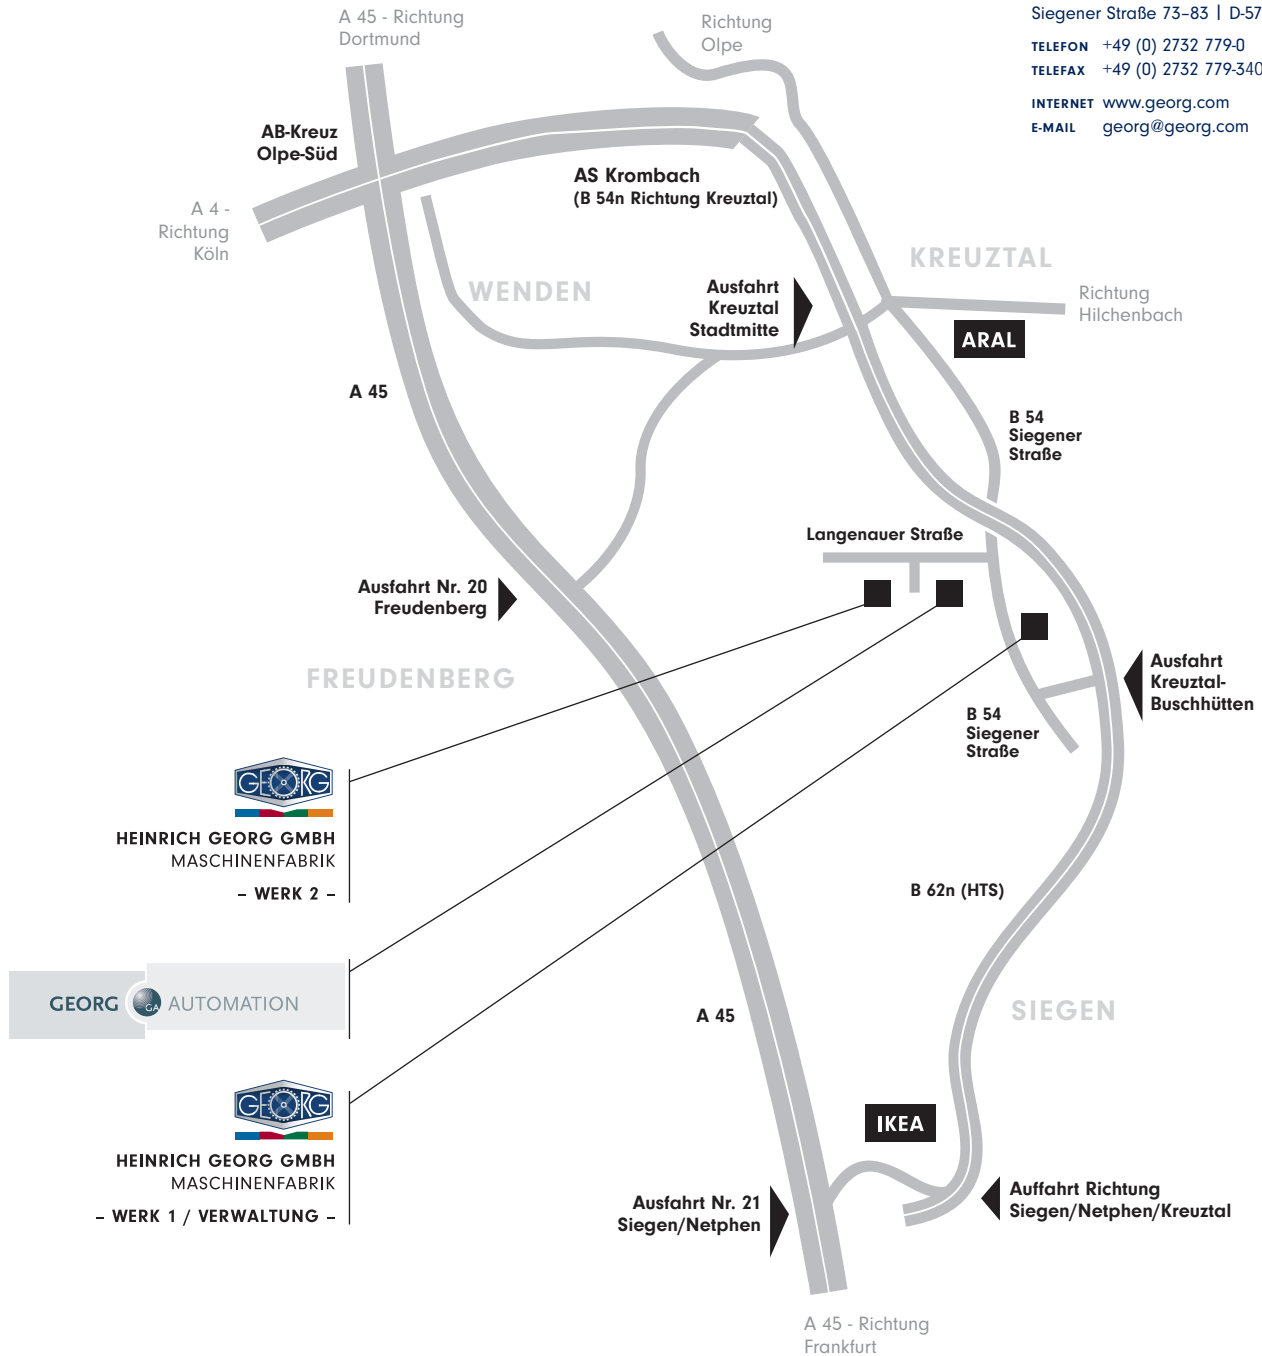 A 45 - Richtung
Dortmund
Richtung
Olpe
Siegener Straße 73–83 | D-57
TELEFON +49 (0) 2732 779-0
TELEFAX +49 (0) 2732 779-340
INTERNET www.georg.com
E-MAIL georg@georg.com
AB-Kreuz
Olpe-Süd
AS Krombach
(B 54n Richtung Kreuztal)
A 4 -
Richtung
Köln
KREUZTAL
WENDEN
Ausfahrt
Kreuztal
Stadtmitte
Richtung
Hilchenbach
ARAL
A 45
B 54
Siegener
Straße
Langenauer Straße
Ausfahrt Nr. 20
Freudenberg
FREUDENBERG
Ausfahrt
Kreuztal-
Buschhütten
B 54
Siegener
Straße
GEORG
HEINRICH GEORG GMBH
MASCHINENFABRIK
– WERK 2 –
B 62n (HTS)
GEORG GA AUTOMATION
A 45
SIEGEN
GEORG
HEINRICH GEORG GMBH
MASCHINENFABRIK
– WERK 1 / VERWALTUNG –
IKEA
Ausfahrt Nr. 21
Siegen/Netphen
Auffahrt Richtung
Siegen/Netphen/Kreuztal
A 45 - Richtung
Frankfurt